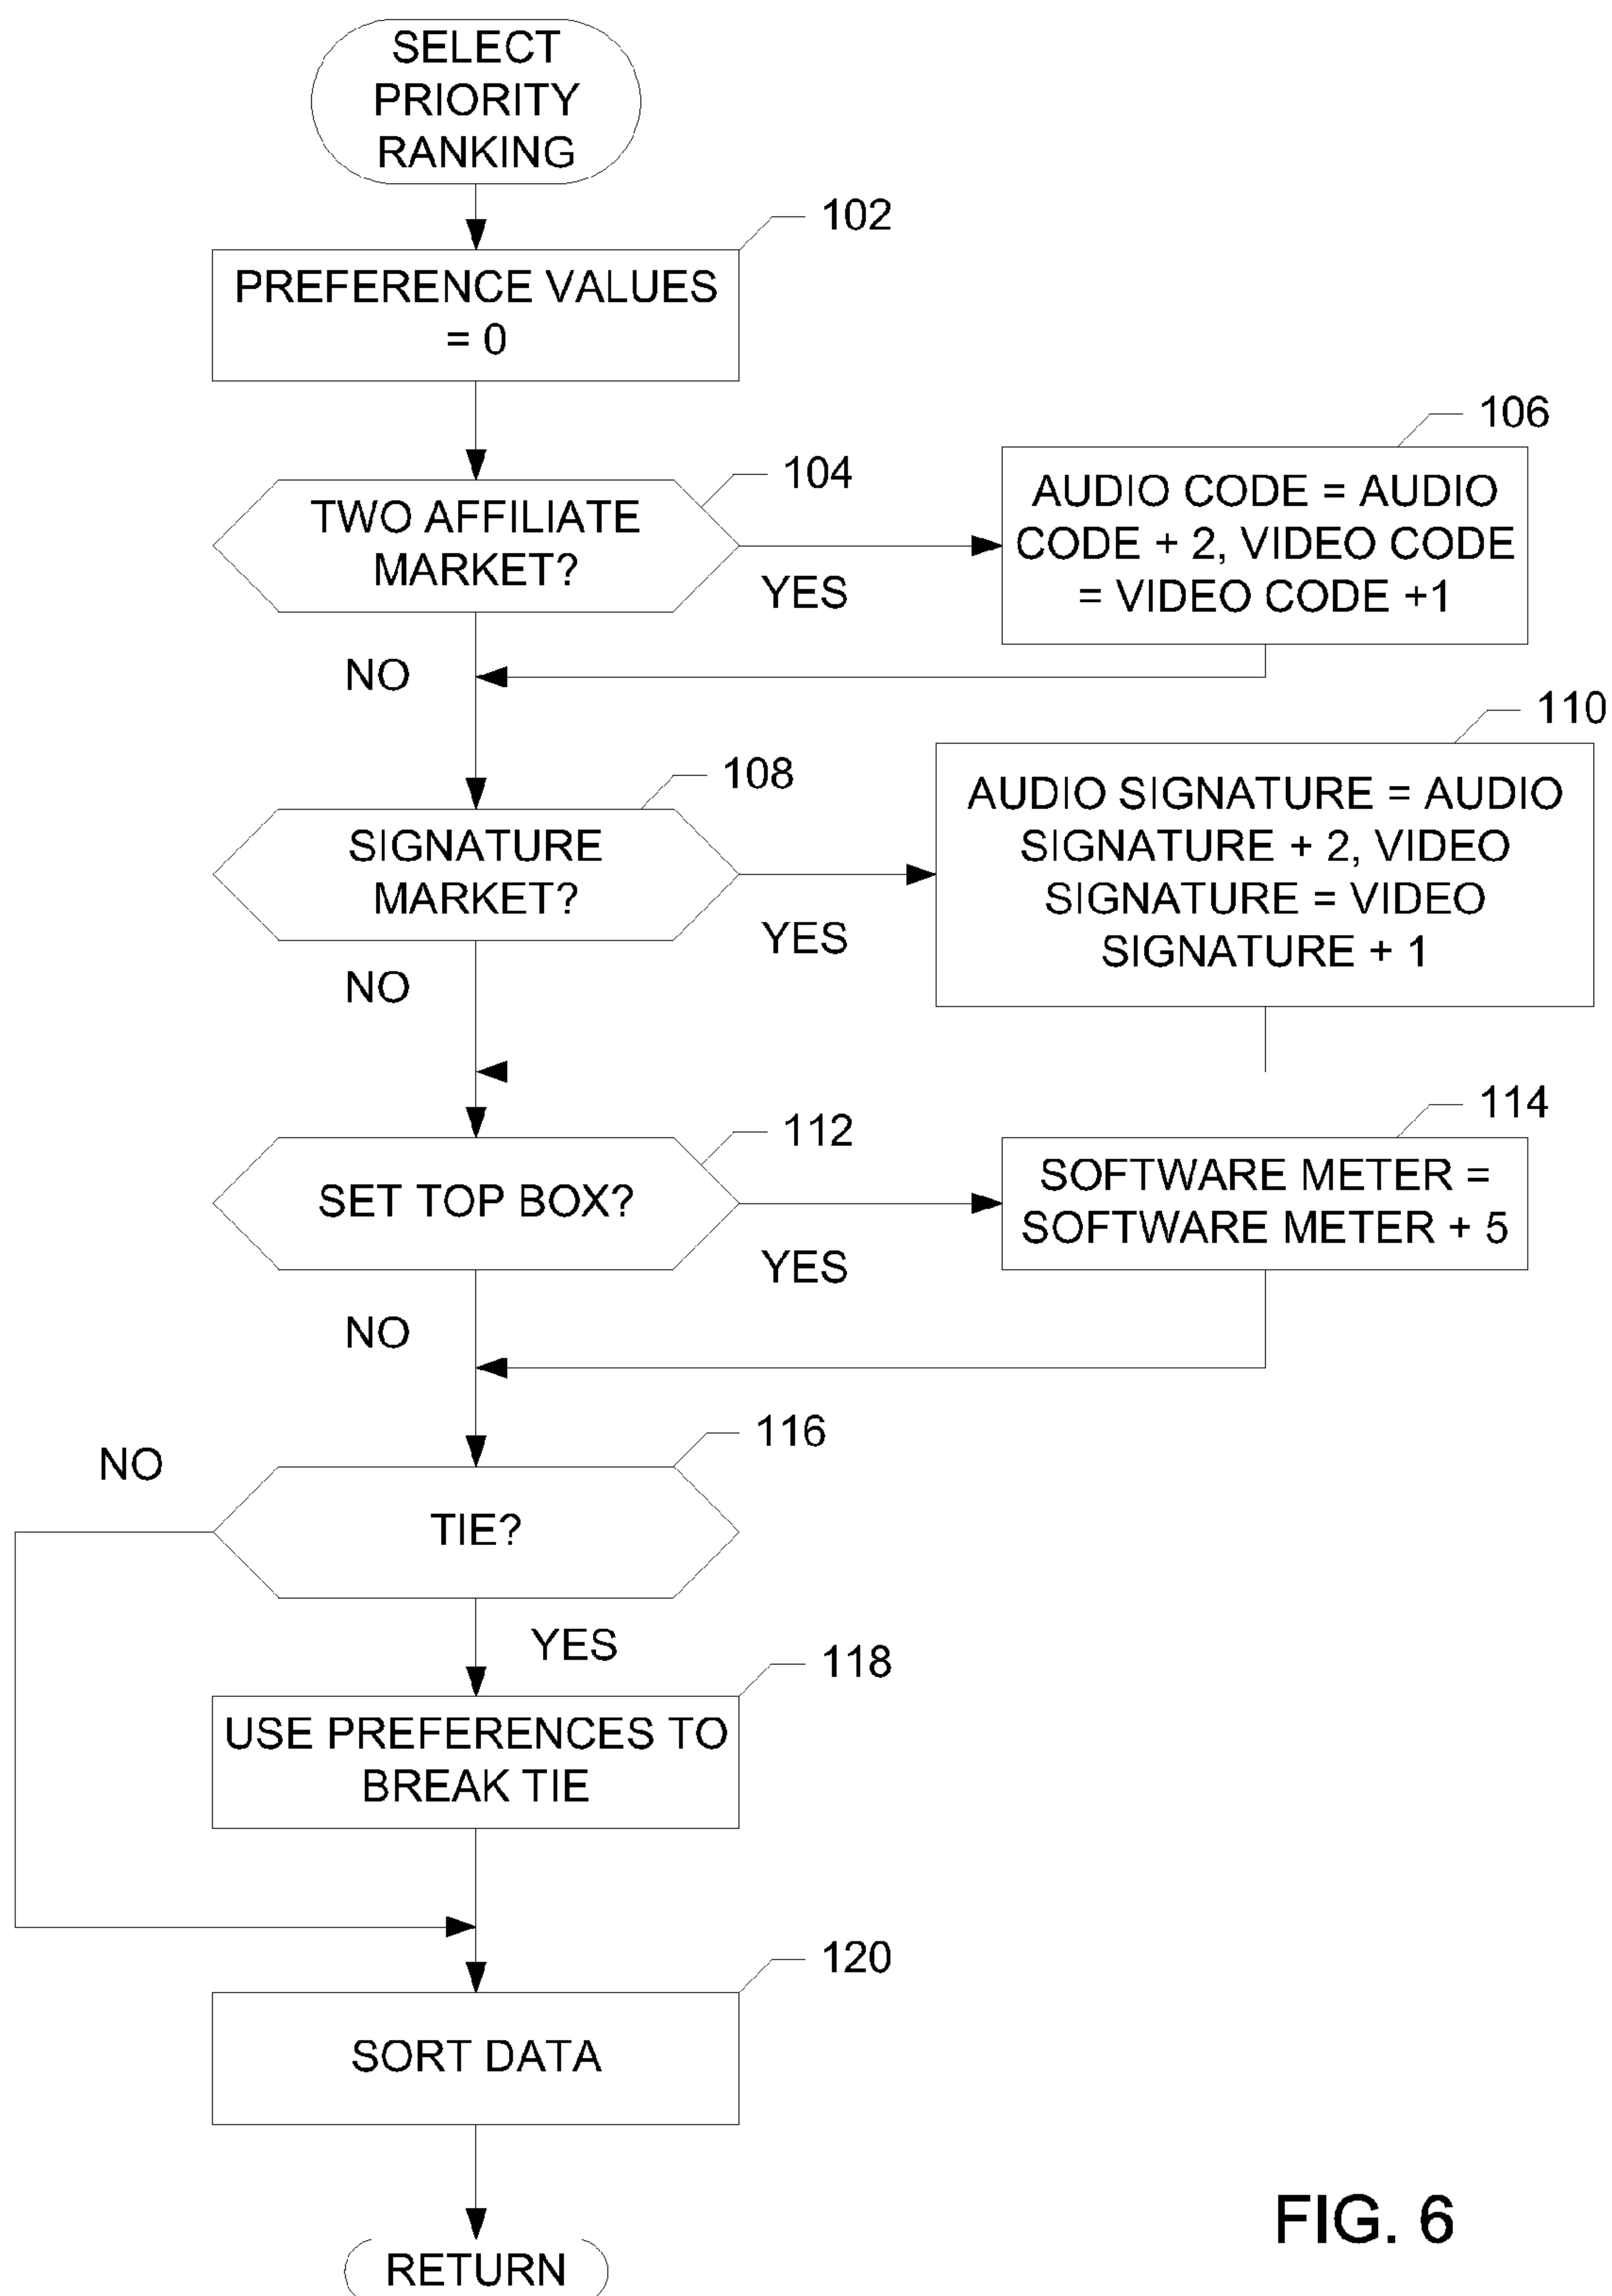 SELECT
PRIORITY
RANKING
102
PREFERENCE VALUES
= 0
104
TWO AFFILIATE
MARKET?
YES
NO
106
AUDIO CODE = AUDIO
CODE + 2, VIDEO CODE
= VIDEO CODE +1
108
SIGNATURE
MARKET?
YES
NO
110
AUDIO SIGNATURE = AUDIO
SIGNATURE + 2, VIDEO
SIGNATURE = VIDEO
SIGNATURE + 1
112
SET TOP BOX?
YES
NO
114
SOFTWARE METER =
SOFTWARE METER + 5
116
NO
TIE?
YES
118
USE PREFERENCES TO
BREAK TIE
120
SORT DATA
RETURN
FIG. 6